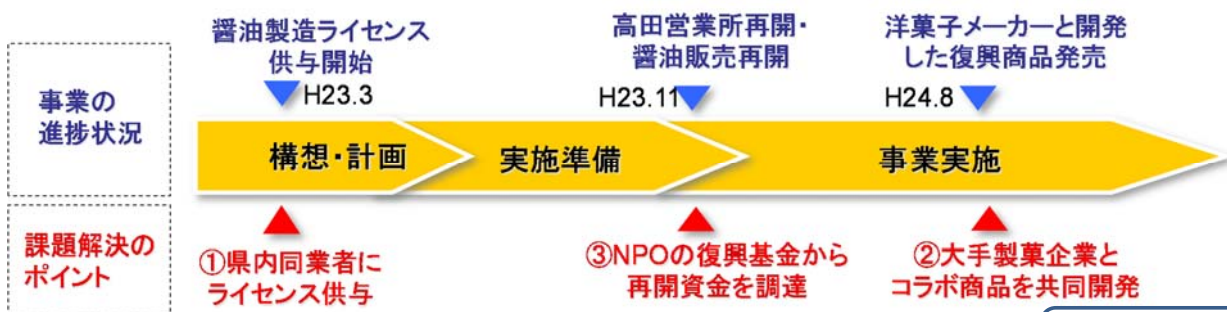 事業の
進捗状況
醤油製造ライセンス
供与開始
H23.3
高田営業所再開・
醤油販売再開
H23.11
洋菓子メーカーと開発
した復興商品発売
H24.8
構想・計画
実施準備
事業実施
課題解決の
ポイント
①県内同業者に
ライセンス供与
③NPOの復興基金から
再開資金を調達
②大手製菓企業と
コラボ商品を共同開発